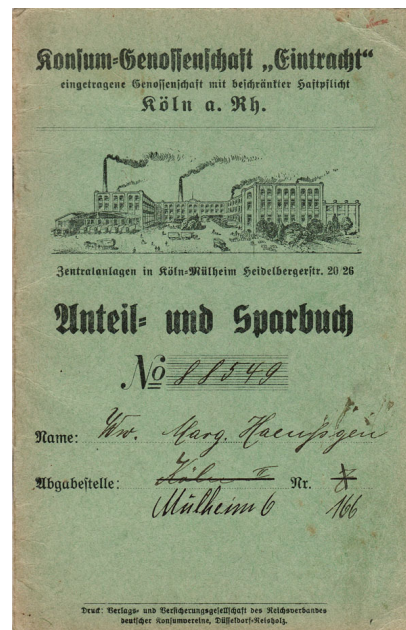 Konsum-Genossenschaft „Eintracht“
eingetragene Genossenschaft mit beschränkter Haftpflicht
Köln a. Rh.
Zentralanlagen in Köln-Mülheim Heidelbergerstr. 20/26
Anteil- und Sparbuch
No 88549
Name: Ww. Marg. Haenfsgen
Abgabestelle: Köln II Nr.
Mülheim 6 166
Druck: Verlags- und Versicherungsgesellschaft des Reichsverbandes
deutscher Konsumvereine, Düsseldorf-Reisholz.